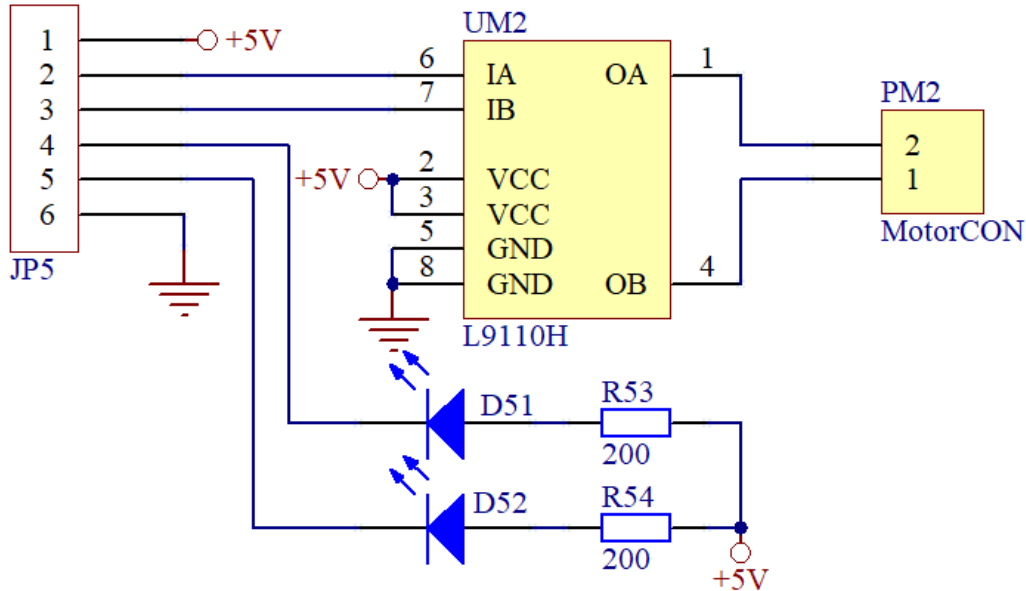 1
+5V
2
3
4
5
6
JP5
UM2
6 IA OA 1
7 IB
+5V 2 VCC
3 VCC
5 GND
8 GND OB 4
L9110H
PM2
2
1
MotorCON
D51
R53
200
D52
R54
200
+5V